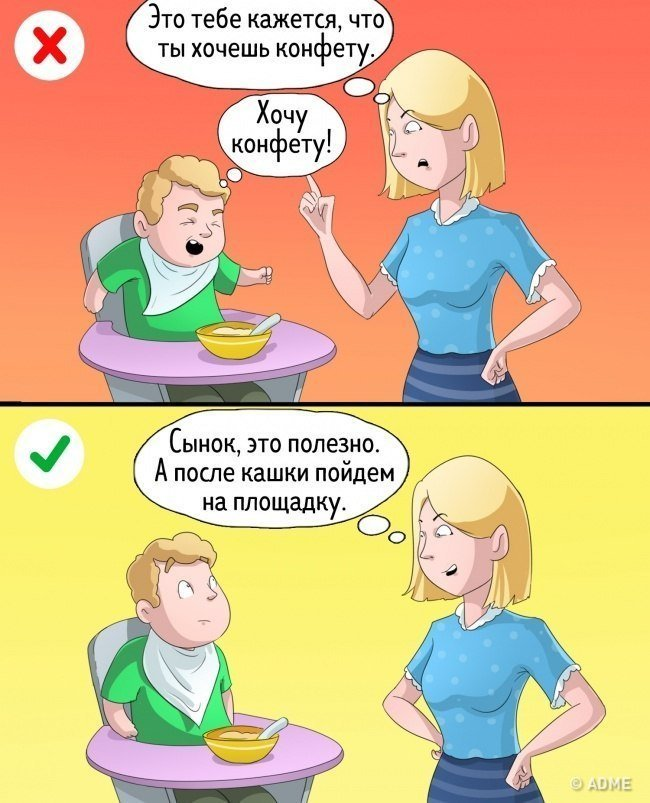 Это тебе кажется, что
ты хочешь конфету.
Хочу
конфету!
Сынок, это полезно.
А после кашки пойдем
на площадку.
© ADME